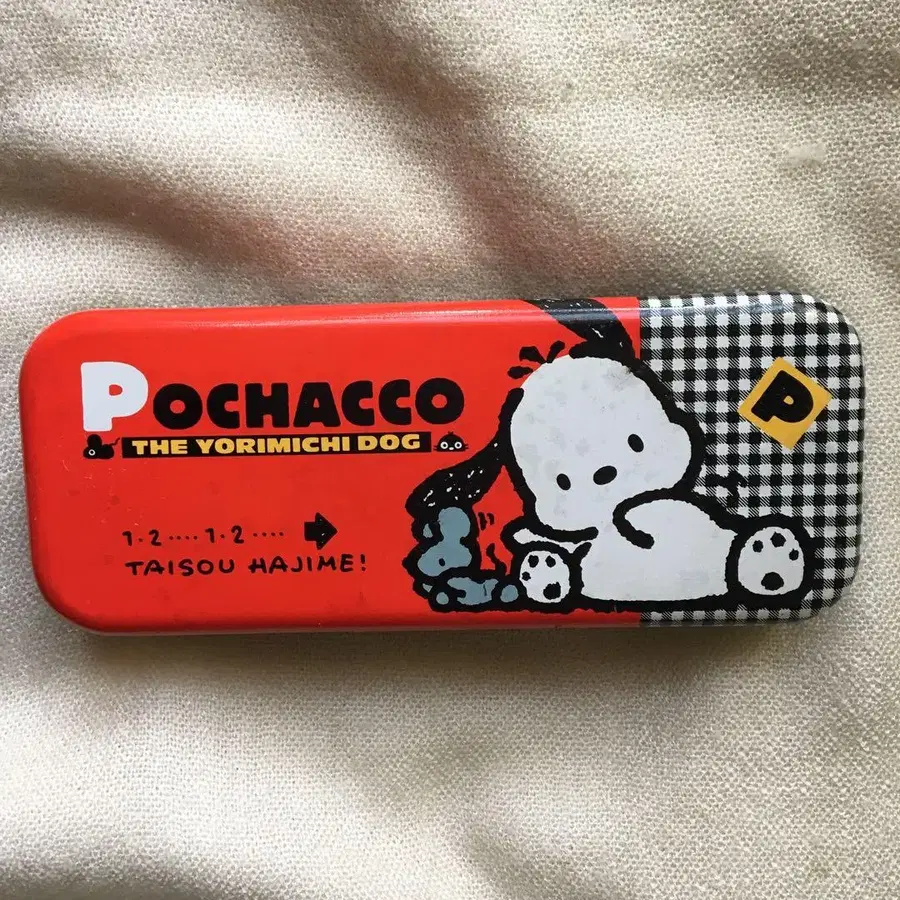 POCHACCO
THE YORIMICHI DOG
1・2‥‥1・2‥‥
TAISOU HAJIME!
P